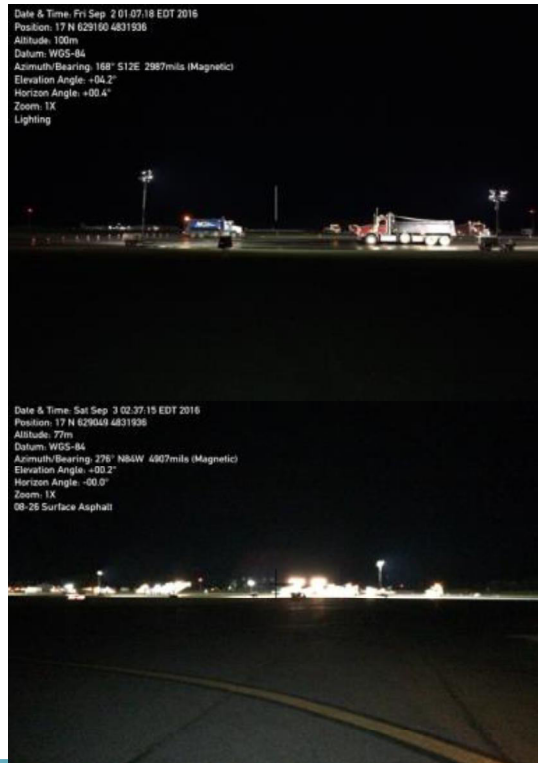 Date & Time: Fri Sep 2 01:07:18 EDT 2016
Position: 17 N 629160 4831936
Altitude: 100m
Datum: WGS-84
Azimuth/Bearing: 168° S12E 2987mils (Magnetic)
Elevation Angle: +04.2°
Horizon Angle: +00.4°
Zoom: 1X
Lighting
Date & Time: Sat Sep 3 02:37:15 EDT 2016
Position: 17 N 629049 4831936
Altitude: 77m
Datum: WGS-84
Azimuth/Bearing: 276° N84W 4907mils (Magnetic)
Elevation Angle: +00.2°
Horizon Angle: -00.0°
Zoom: 1X
08-26 Surface Asphalt